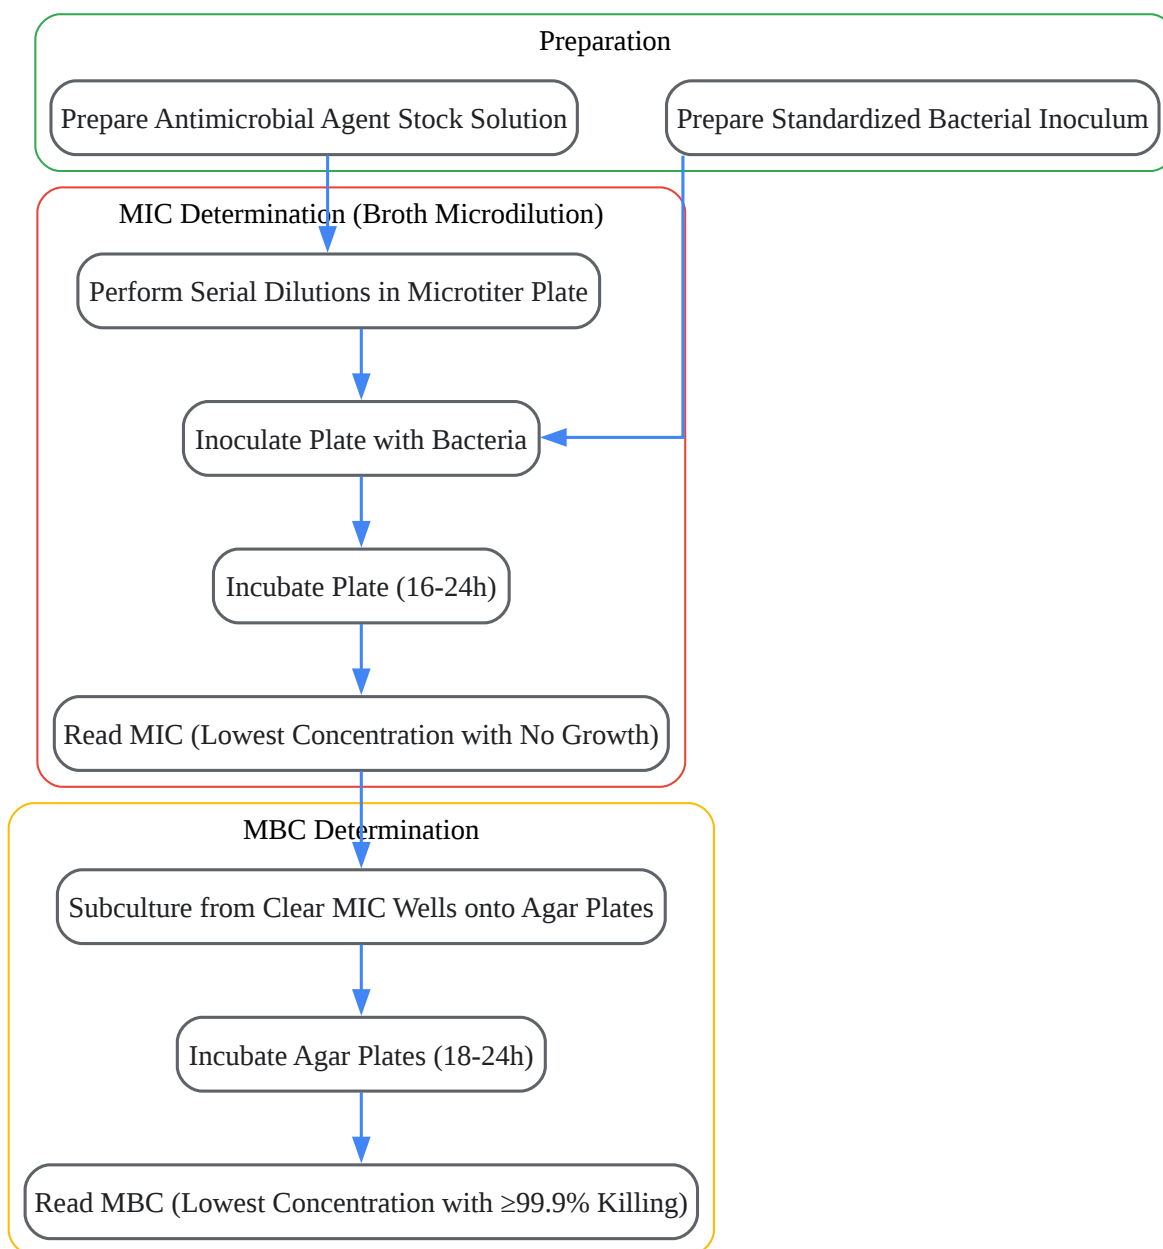 Preparation
Prepare Antimicrobial Agent Stock Solution
Prepare Standardized Bacterial Inoculum
MIC Determination (Broth Microdilution)
Perform Serial Dilutions in Microtiter Plate
Inoculate Plate with Bacteria
Incubate Plate (16-24h)
Read MIC (Lowest Concentration with No Growth)
MBC Determination
Subculture from Clear MIC Wells onto Agar Plates
Incubate Agar Plates (18-24h)
Read MBC (Lowest Concentration with ≥99.9% Killing)